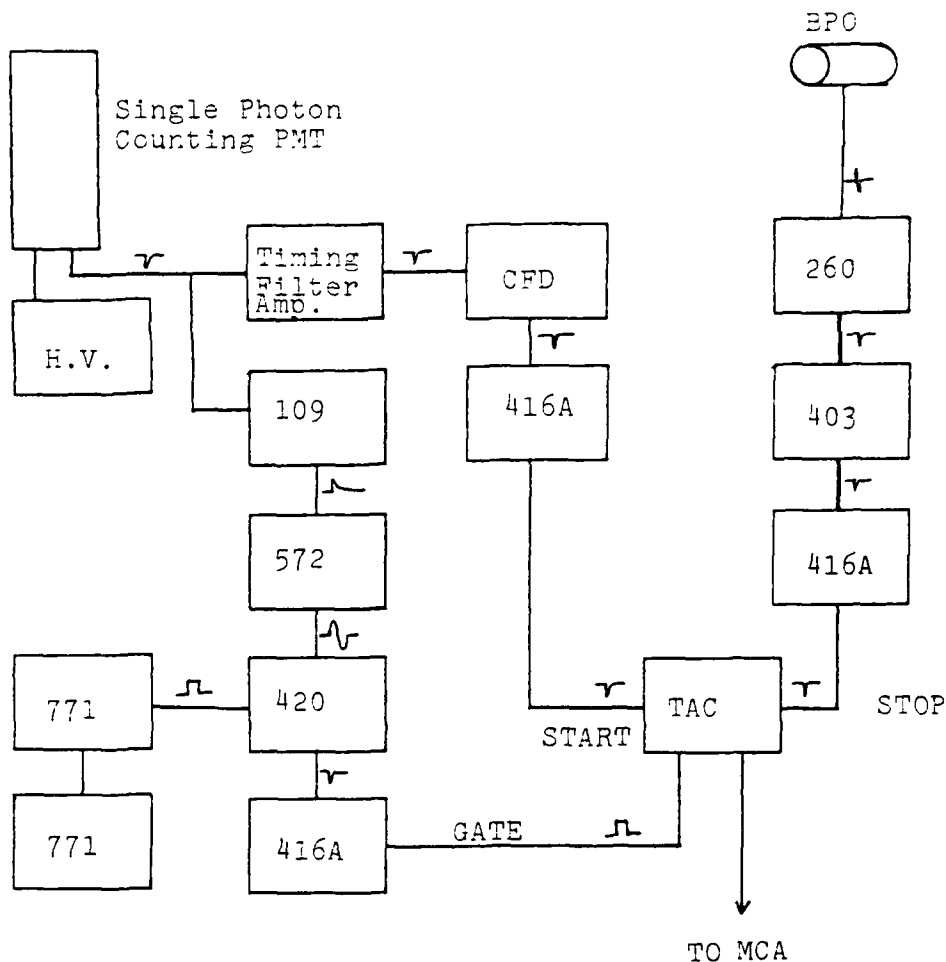 BPO
Single Photon
Counting PMT
Timing
Filter
Amp.
CFD
260
H.V.
109
416A
403
572
416A
771
420
TAC
START
STOP
771
416A
GATE
TO MCA